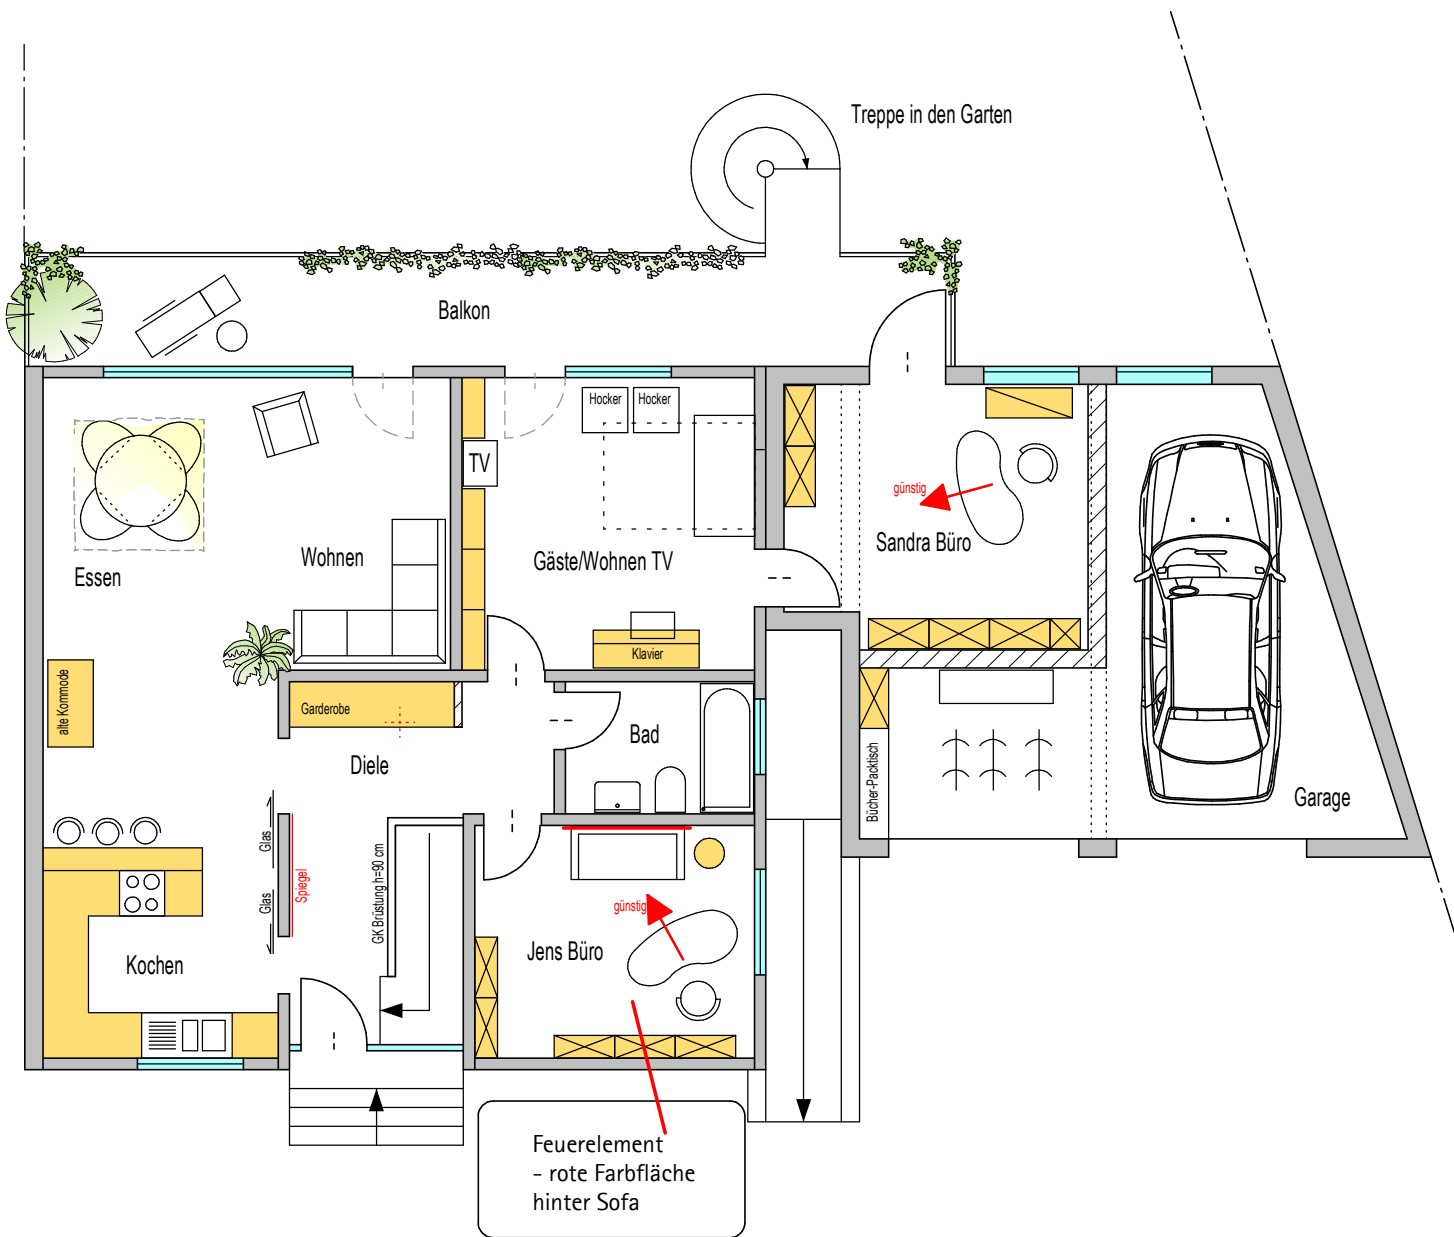 Treppe in den Garten
Balkon
Hocker
Hocker
TV
günstig
Wohnen
Gäste/Wohnen TV
Sandra Büro
Essen
Klavier
alte Kommode
Garderobe
Bad
Diele
Bücher-Packtisch
Garage
Glas
Glas
Spiegel
GK Brüstung h=90 cm
günstig
Jens Büro
Kochen
Feuerelement
- rote Farbfläche
hinter Sofa